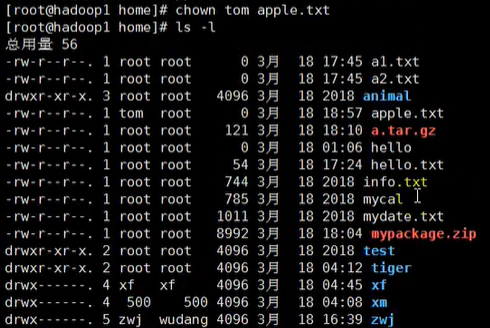 [root@hadoop1 home]# chown tom apple.txt
[root@hadoop1 home]# ls -l
总用量 56
-rw-r--r--. 1 root root 0 3月 18 17:45 a1.txt
-rw-r--r--. 1 root root 0 3月 18 17:45 a2.txt
drwxr-xr-x. 3 root root 4096 3月 18 2018 animal
-rw-r--r--. 1 tom root 0 3月 18 18:57 apple.txt
-rw-r--r--. 1 root root 121 3月 18 18:10 a.tar.gz
-rw-r--r--. 1 root root 0 3月 18 01:06 hello
-rw-r--r--. 1 root root 54 3月 18 17:24 hello.txt
-rw-r--r--. 1 root root 744 3月 18 2018 info.txt
-rw-r--r--. 1 root root 785 3月 18 2018 mycal
-rw-r--r--. 1 root root 1011 3月 18 2018 mydate.txt
-rw-r--r--. 1 root root 8992 3月 18 18:04 mypackage.zip
drwxr-xr-x. 2 root root 4096 3月 18 2018 test
drwxr-xr-x. 2 root root 4096 3月 18 04:12 tiger
drwx------. 4 xf xf 4096 3月 18 04:45 xf
drwx------. 4 500 500 4096 3月 18 04:08 xm
drwx------. 5 zwj wudang 4096 3月 18 16:39 zwj